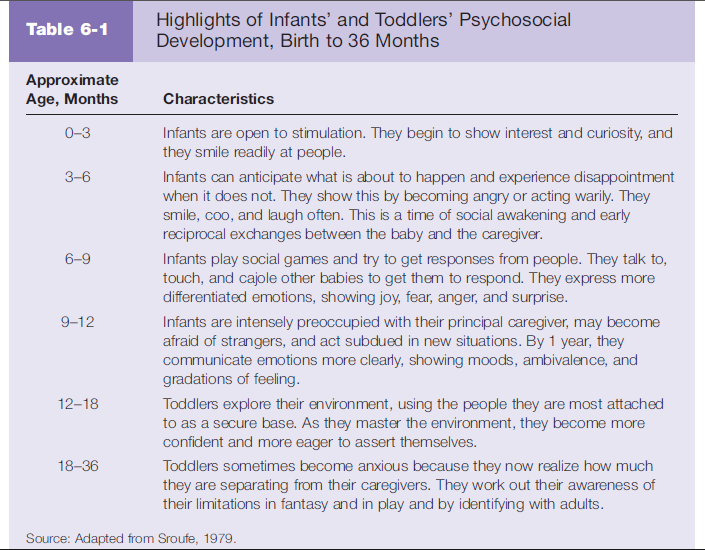 Table 6-1
Highlights of Infants' and Toddlers' Psychosocial
Development, Birth to 36 Months
Approximate
Age, Months
Characteristics
0–3
Infants are open to stimulation. They begin to show interest and curiosity, and
they smile readily at people.
3–6
Infants can anticipate what is about to happen and experience disappointment
when it does not. They show this by becoming angry or acting warily. They
smile, coo, and laugh often. This is a time of social awakening and early
reciprocal exchanges between the baby and the caregiver.
6–9
Infants play social games and try to get responses from people. They talk to,
touch, and cajole other babies to get them to respond. They express more
differentiated emotions, showing joy, fear, anger, and surprise.
9–12
Infants are intensely preoccupied with their principal caregiver, may become
afraid of strangers, and act subdued in new situations. By 1 year, they
communicate emotions more clearly, showing moods, ambivalence, and
gradations of feeling.
12–18
Toddlers explore their environment, using the people they are most attached
to as a secure base. As they master the environment, they become more
confident and more eager to assert themselves.
18–36
Toddlers sometimes become anxious because they now realize how much
they are separating from their caregivers. They work out their awareness of
their limitations in fantasy and in play and by identifying with adults.
Source: Adapted from Sroufe, 1979.